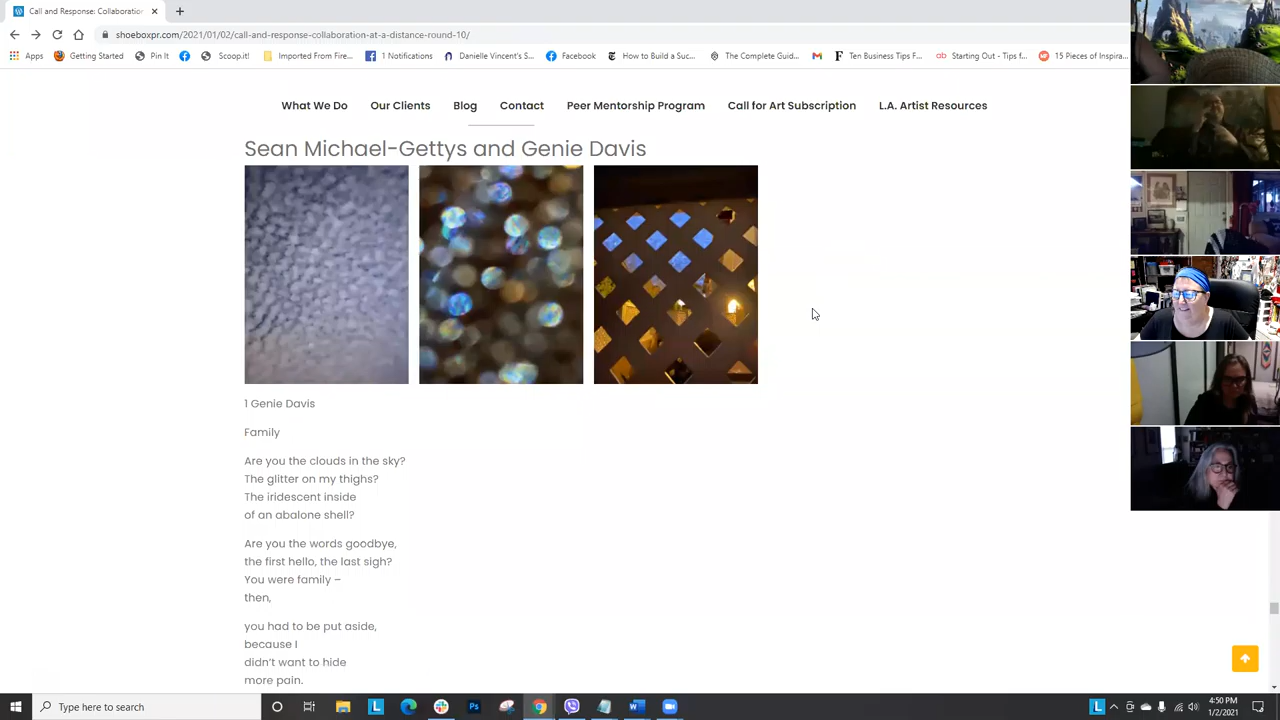 Call and Response: Collaboration
shoeboxpr.com/2021/01/02/call-and-response-collaboration-at-a-distance-round-10/
Apps Getting Started Pin It Scoop.it! Imported From Fire... 1 Notifications Danielle Vincent's S... Facebook How to Build a Suc... The Complete Guid... Ten Business Tips F... ab Starting Out - Tips f... 15 Pieces of Inspira...
What We Do Our Clients Blog Contact Peer Mentorship Program Call for Art Subscription L.A. Artist Resources
Sean Michael-Gettys and Genie Davis
1 Genie Davis
Family
Are you the clouds in the sky?
The glitter on my thighs?
The iridescent inside
of an abalone shell?
Are you the words goodbye,
the first hello, the last sigh?
You were family –
then,
you had to be put aside,
because I
didn't want to hide
more pain.
Type here to search
4:50 PM
1/2/2021